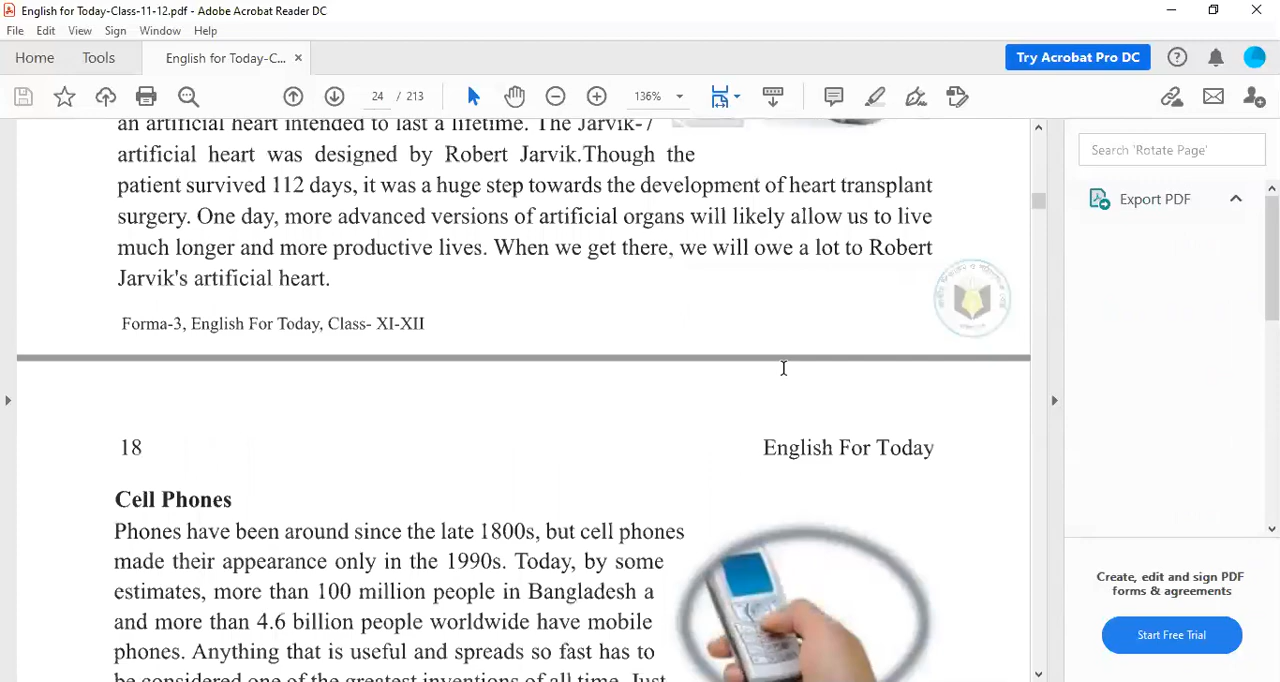 English for Today-Class-11-12.pdf - Adobe Acrobat Reader DC
File Edit View Sign Window Help
Home Tools English for Today-C... × Try Acrobat Pro DC
24 / 213 136%
an artificial heart intended to last a lifetime. The Jarvik-7
artificial heart was designed by Robert Jarvik.Though the
patient survived 112 days, it was a huge step towards the development of heart transplant
surgery. One day, more advanced versions of artificial organs will likely allow us to live
much longer and more productive lives. When we get there, we will owe a lot to Robert
Jarvik's artificial heart.
Forma-3, English For Today, Class- XI-XII
18 English For Today
Cell Phones
Phones have been around since the late 1800s, but cell phones
made their appearance only in the 1990s. Today, by some
estimates, more than 100 million people in Bangladesh a
and more than 4.6 billion people worldwide have mobile
phones. Anything that is useful and spreads so fast has to
be considered one of the greatest inventions of all time. Just
Search 'Rotate Page'
Export PDF
Create, edit and sign PDF
forms & agreements
Start Free Trial